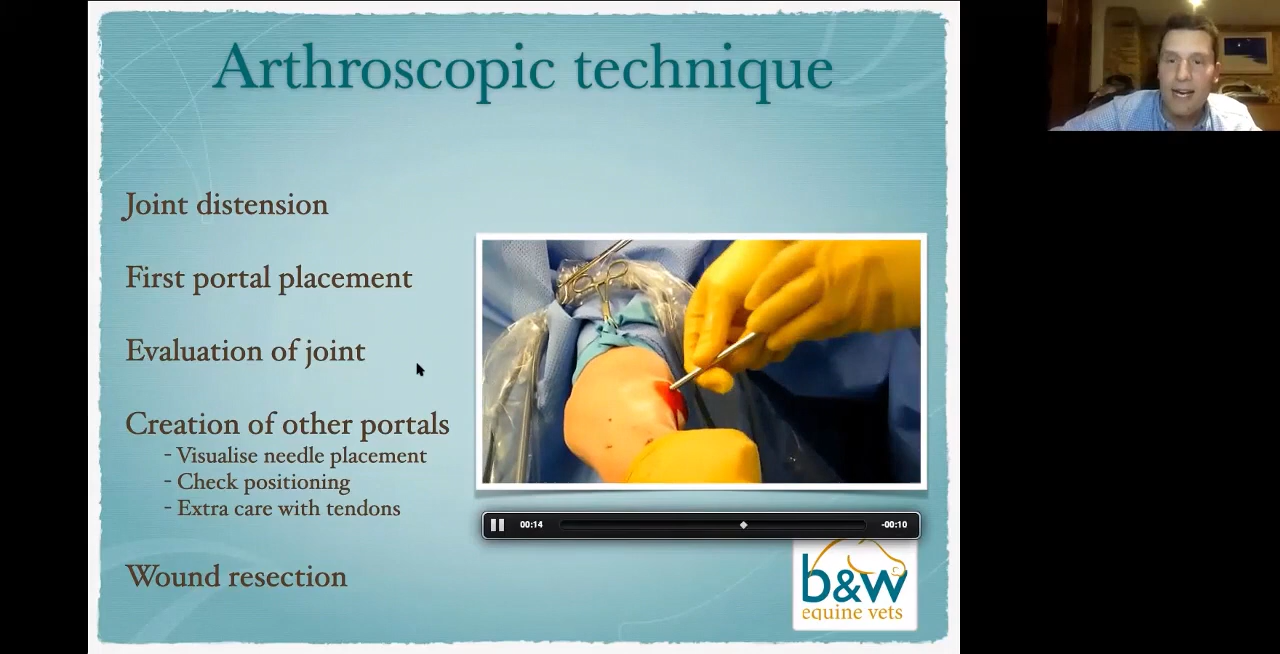 Arthroscopic technique
Joint distension
First portal placement
Evaluation of joint
Creation of other portals
- Visualise needle placement
- Check positioning
- Extra care with tendons
Wound resection
00:14
-00:10
b&w
equine vets